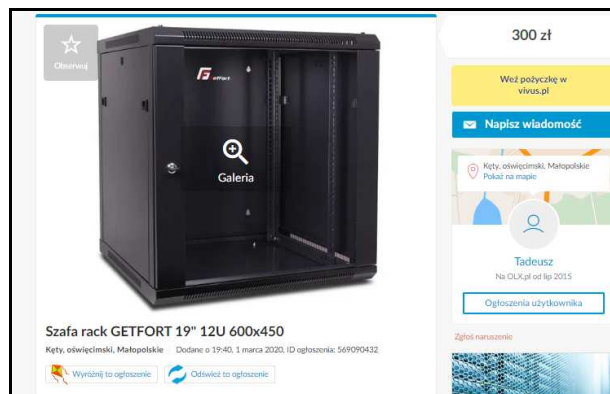 Obserwuj
Getfort
Galeria
Szafa rack GETFORT 19" 12U 600x450
Kęty, oświęcimski, Małopolskie
Dodane o 19:40, 1 marca 2020, ID ogłoszenia: 569090432
Wyróżnij to ogłoszenie
Odśwież to ogłoszenie
300 zł
Weź pożyczkę w
vivus.pl
Napisz wiadomość
Kęty, oświęcimski, Małopolskie
Pokaż na mapie
Tadeusz
Na OLX.pl od lip 2015
Ogłoszenia użytkownika
Zgłoś naruszenie